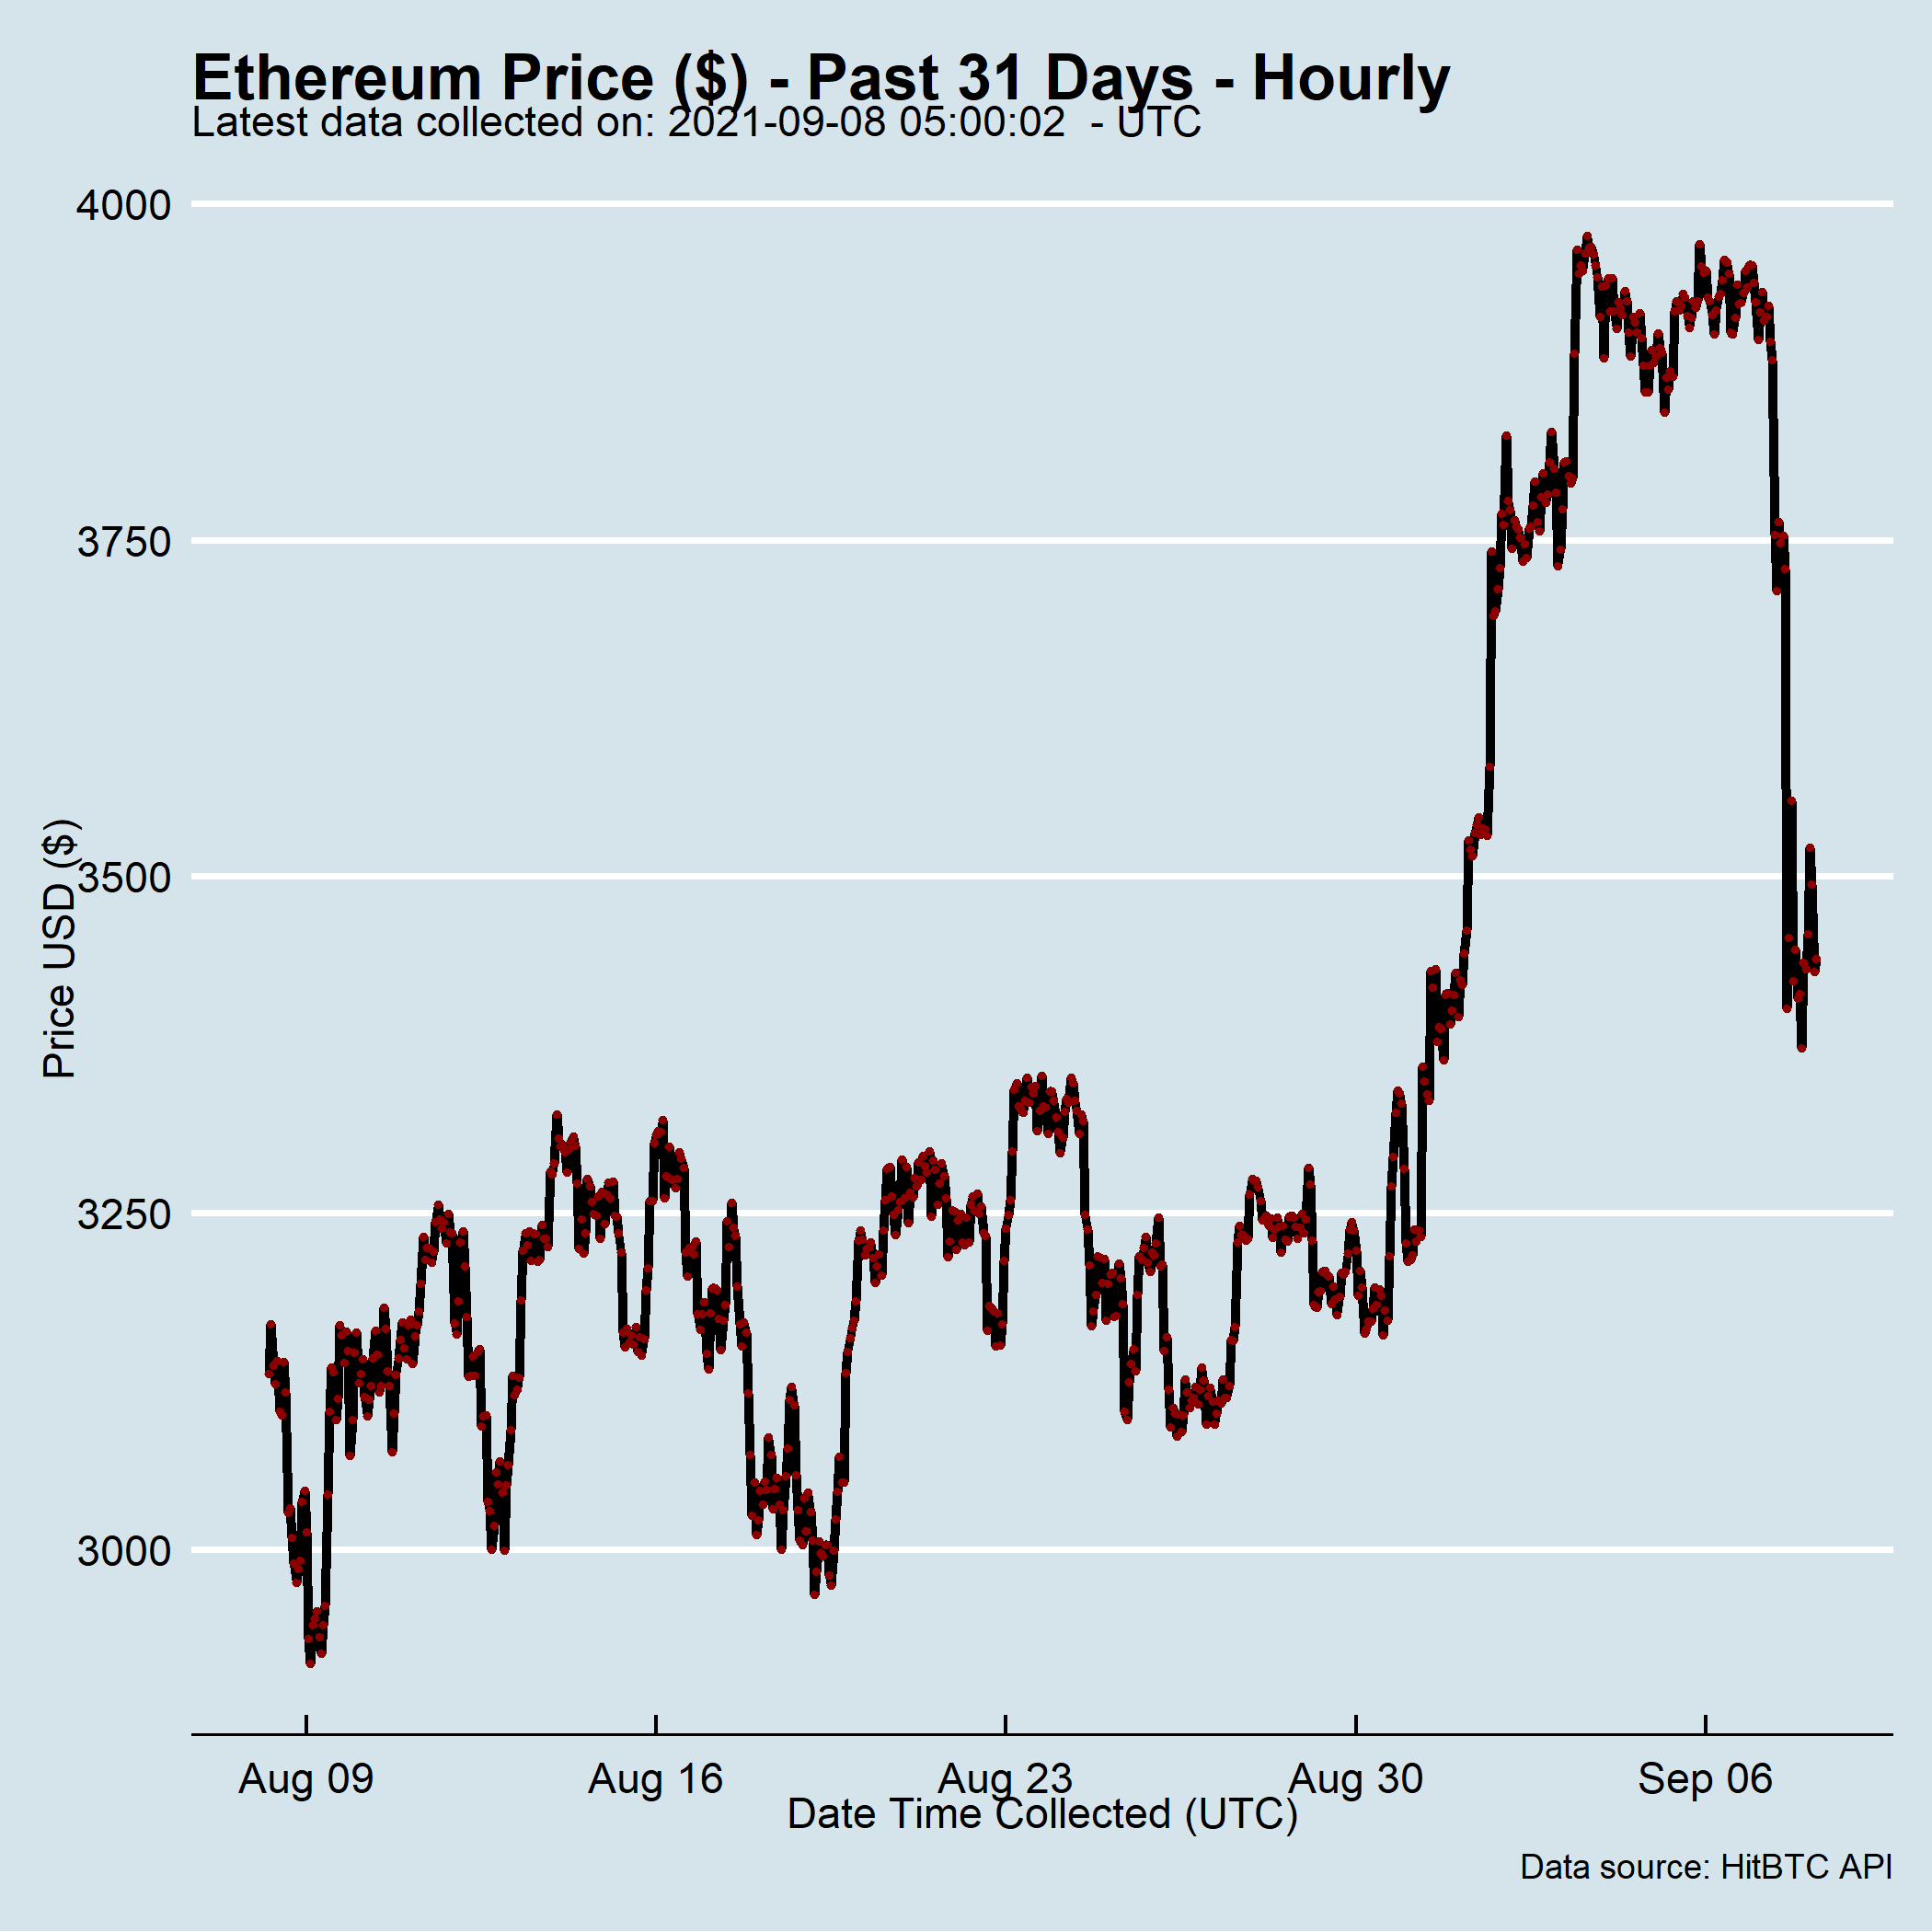 Ethereum Price ($) - Past 31 Days - Hourly
Latest data collected on: 2021-09-08 05:00:02  - UTC
4000
3750
3500
3250
3000
Price USD ($)
Aug 09 Aug 16 Aug 23 Aug 30 Sep 06
Date Time Collected (UTC)
Data source: HitBTC API